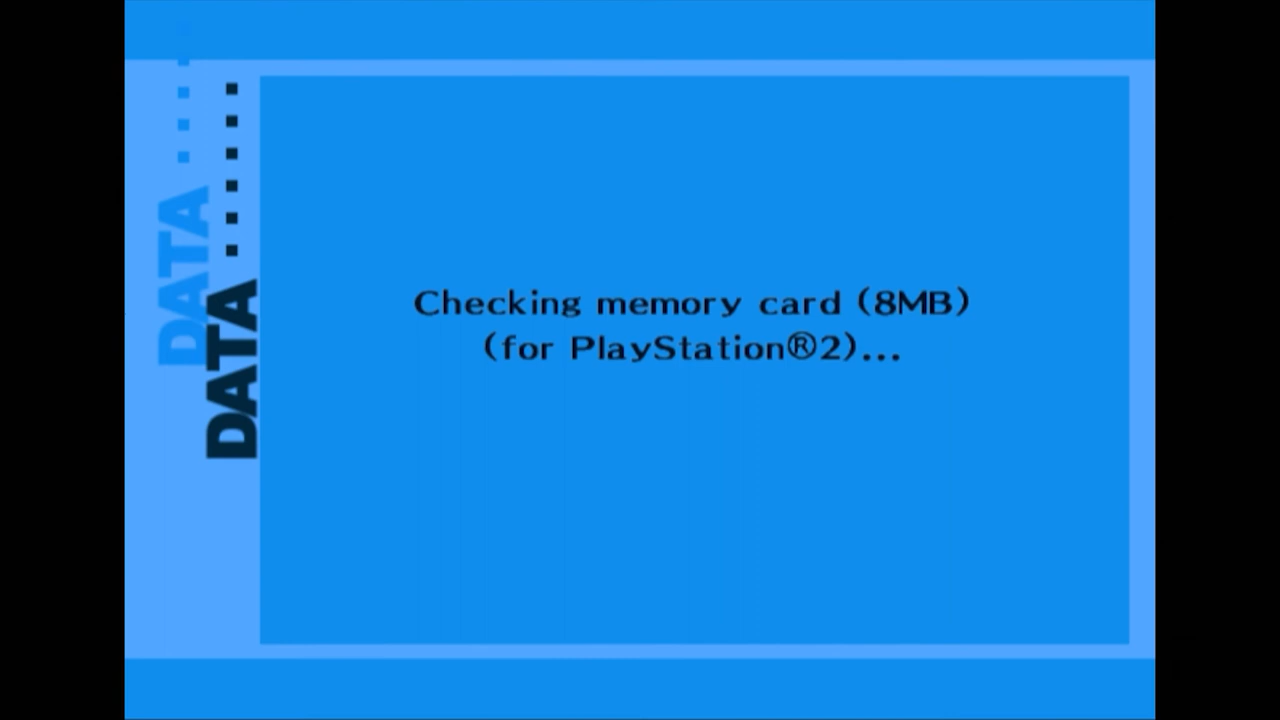 DATA ......
DATA ......
Checking memory card (8MB)
(for PlayStation®2)...